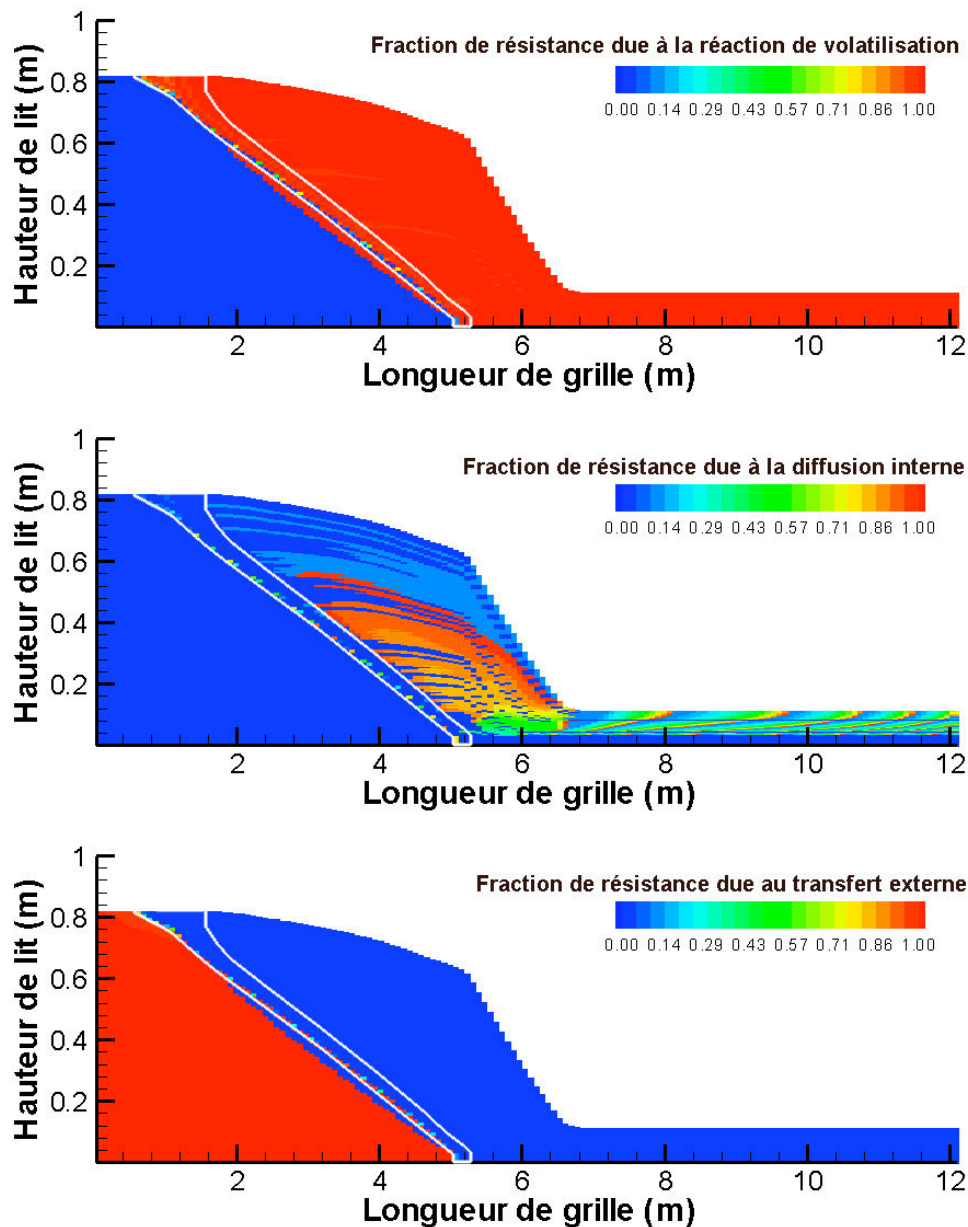 1
Fraction de résistance due à la réaction de volatilisation
0.8
0.00 0.14 0.29 0.43 0.57 0.71 0.86 1.00
0.6
0.4
0.2
Hauteur de lit (m)
2 4 6 8 10 12
Longueur de grille (m)
1
Fraction de résistance due à la diffusion interne
0.8
0.00 0.14 0.29 0.43 0.57 0.71 0.86 1.00
0.6
0.4
0.2
Hauteur de lit (m)
2 4 6 8 10 12
Longueur de grille (m)
1
Fraction de résistance due au transfert externe
0.8
0.00 0.14 0.29 0.43 0.57 0.71 0.86 1.00
0.6
0.4
0.2
Hauteur de lit (m)
2 4 6 8 10 12
Longueur de grille (m)